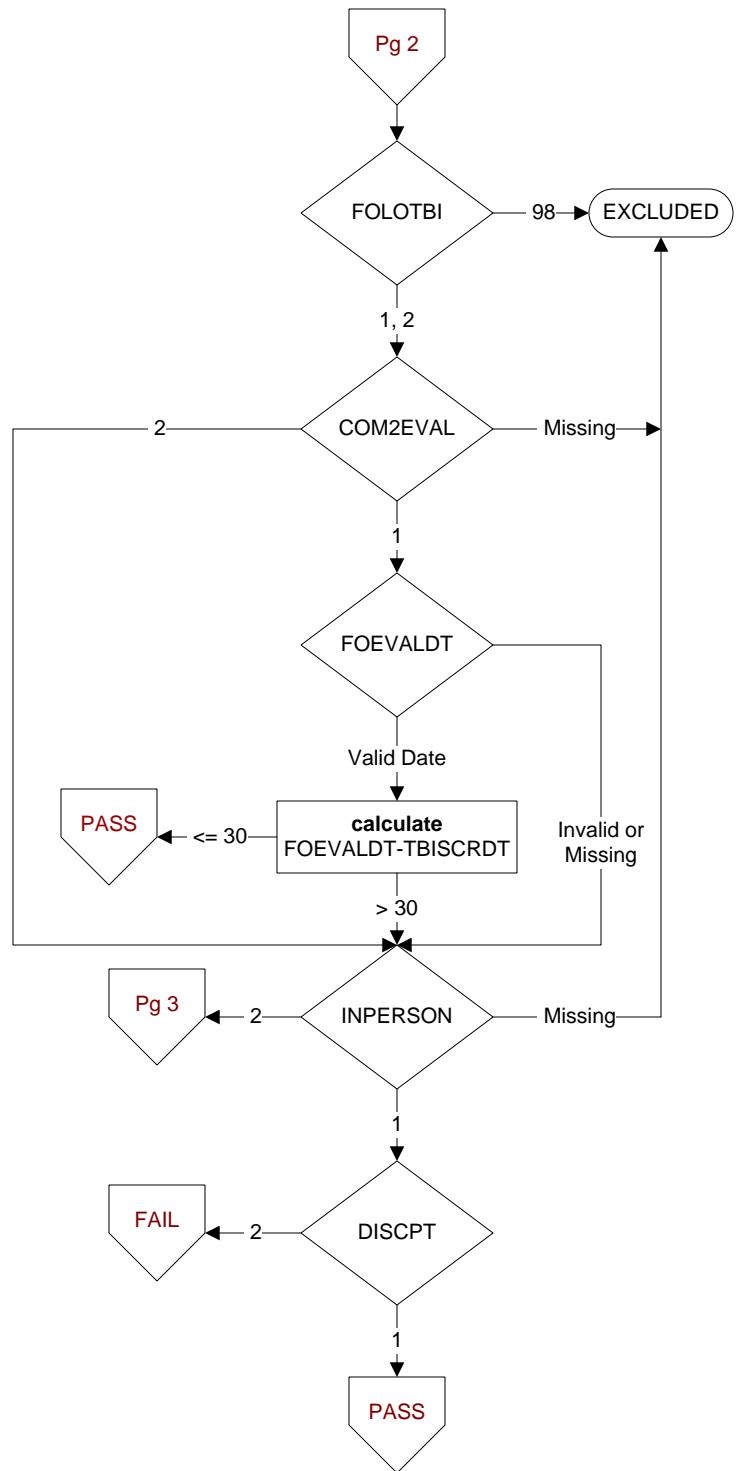 Pg 2
FOLOTBI
98
EXCLUDED
1, 2
2
COM2EVAL
Missing
1
FOEVALDT
Valid Date
PASS
<= 30
calculate
FOEVALDT-TBISCRDT
Invalid or
Missing
> 30
Pg 3
2
INPERSON
Missing
1
FAIL
2
DISCPT
1
PASS